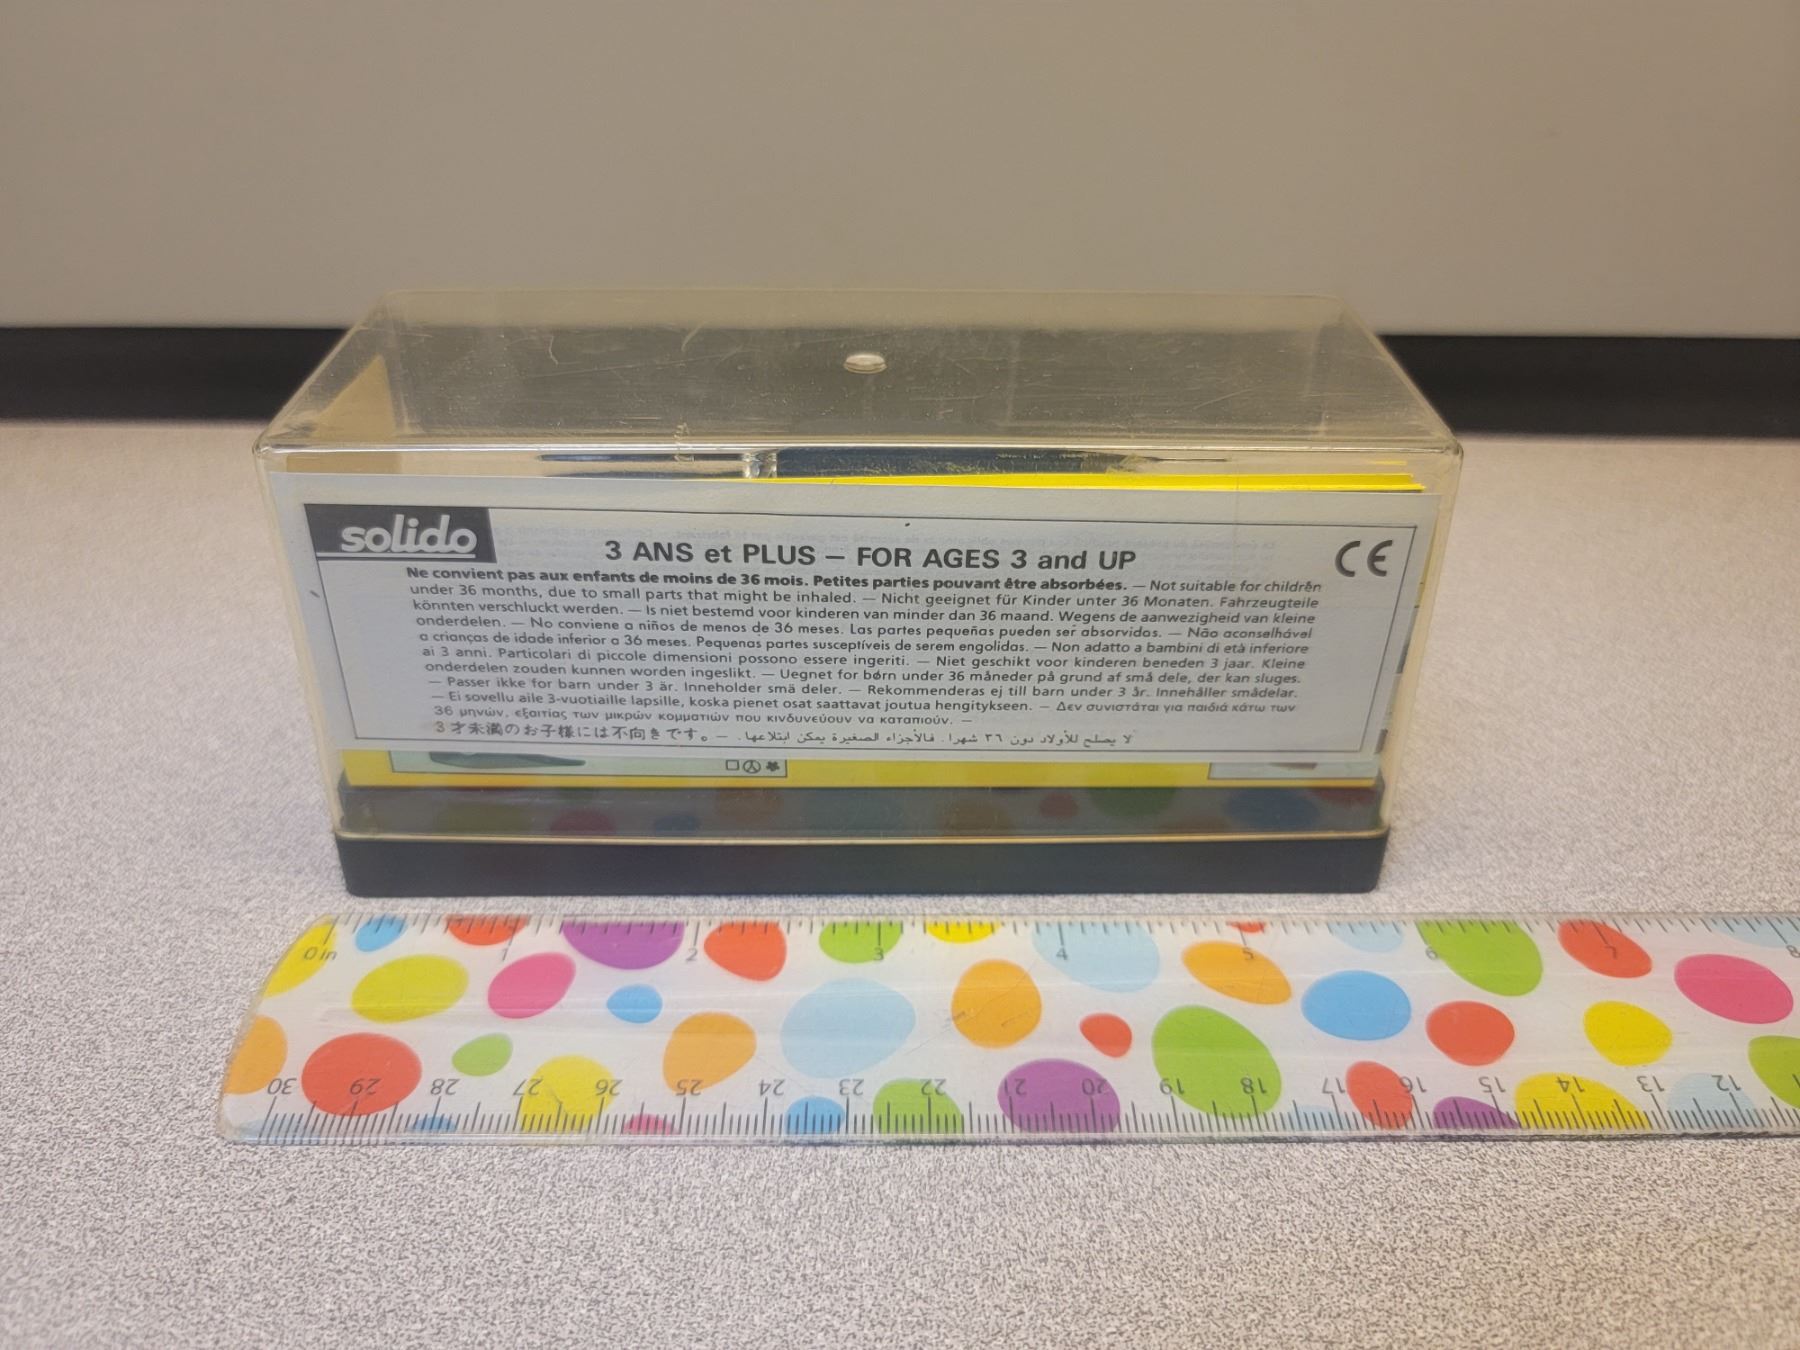 solido
3 ANS et PLUS — FOR AGES 3 and UP
CE
Ne convient pas aux enfants de moins de 36 mois. Petites parties pouvant être absorbées. — Not suitable for children
under 36 months, due to small parts that might be inhaled. — Nicht geeignet für Kinder unter 36 Monaten. Fahrzeugteile
könnten verschluckt werden. — Is niet bestemd voor kinderen van minder dan 36 maand. Wegens de aanwezigheid van kleine
onderdelen. — No conviene a niños de menos de 36 meses. Las partes pequeñas pueden ser absorvidas. — Não aconselhável
a crianças de idade inferior a 36 meses. Pequenas partes susceptíveis de serem engolidas. — Non adatto a bambini di età inferiore
ai 3 anni. Particolari di piccole dimensioni possono essere ingeriti. — Niet geschikt voor kinderen beneden 3 jaar. Kleine
onderdelen zouden kunnen worden ingeslikt. — Uegnet for børn under 36 måneder på grund af små dele, der kan sluges.
— Passer ikke for barn under 3 är. Inneholder smä deler. — Rekommenderas ej till barn under 3 år. Innehåller smådelar.
— Ei sovellu aile 3-vuotiaille lapsille, koska pienet osat saattavat joutua hengitykseen. — Δεν συνιστάται για παιδιά κάτω των
36 μηνών, εξαιτίας των μικρών κομματιών που κινδυνεύουν να καταπιούν. —
3才未満のお子様には不向きです。 — لا يصلح للأولاد دون ٣٦ شهرا. فالأجزاء الصغيرة يمكن ابتلاعها.
0 in 1 2 3 4 5 6 7 8
30 29 28 27 26 25 24 23 22 21 20 19 18 17 16 15 14 13 12